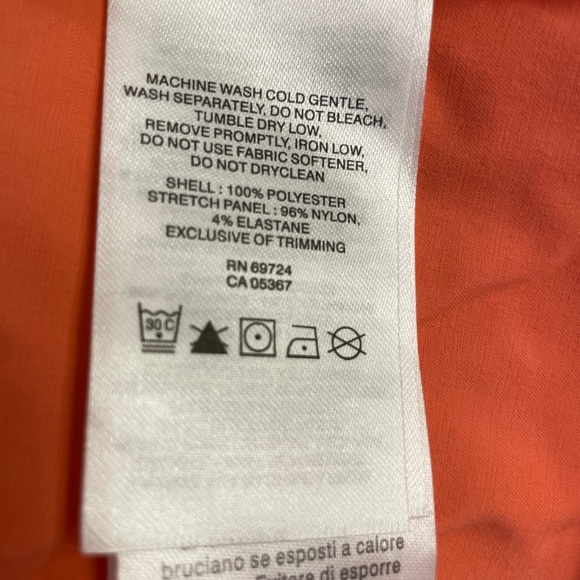 MACHINE WASH COLD GENTLE,
WASH SEPARATELY, DO NOT BLEACH,
TUMBLE DRY LOW,
REMOVE PROMPTLY, IRON LOW,
DO NOT USE FABRIC SOFTENER,
DO NOT DRYCLEAN
SHELL : 100% POLYESTER
STRETCH PANEL : 96% NYLON,
4% ELASTANE
EXCLUSIVE OF TRIMMING
RN 69724
CA 05367
30 C
bruciano se esposti a calore
di esporre